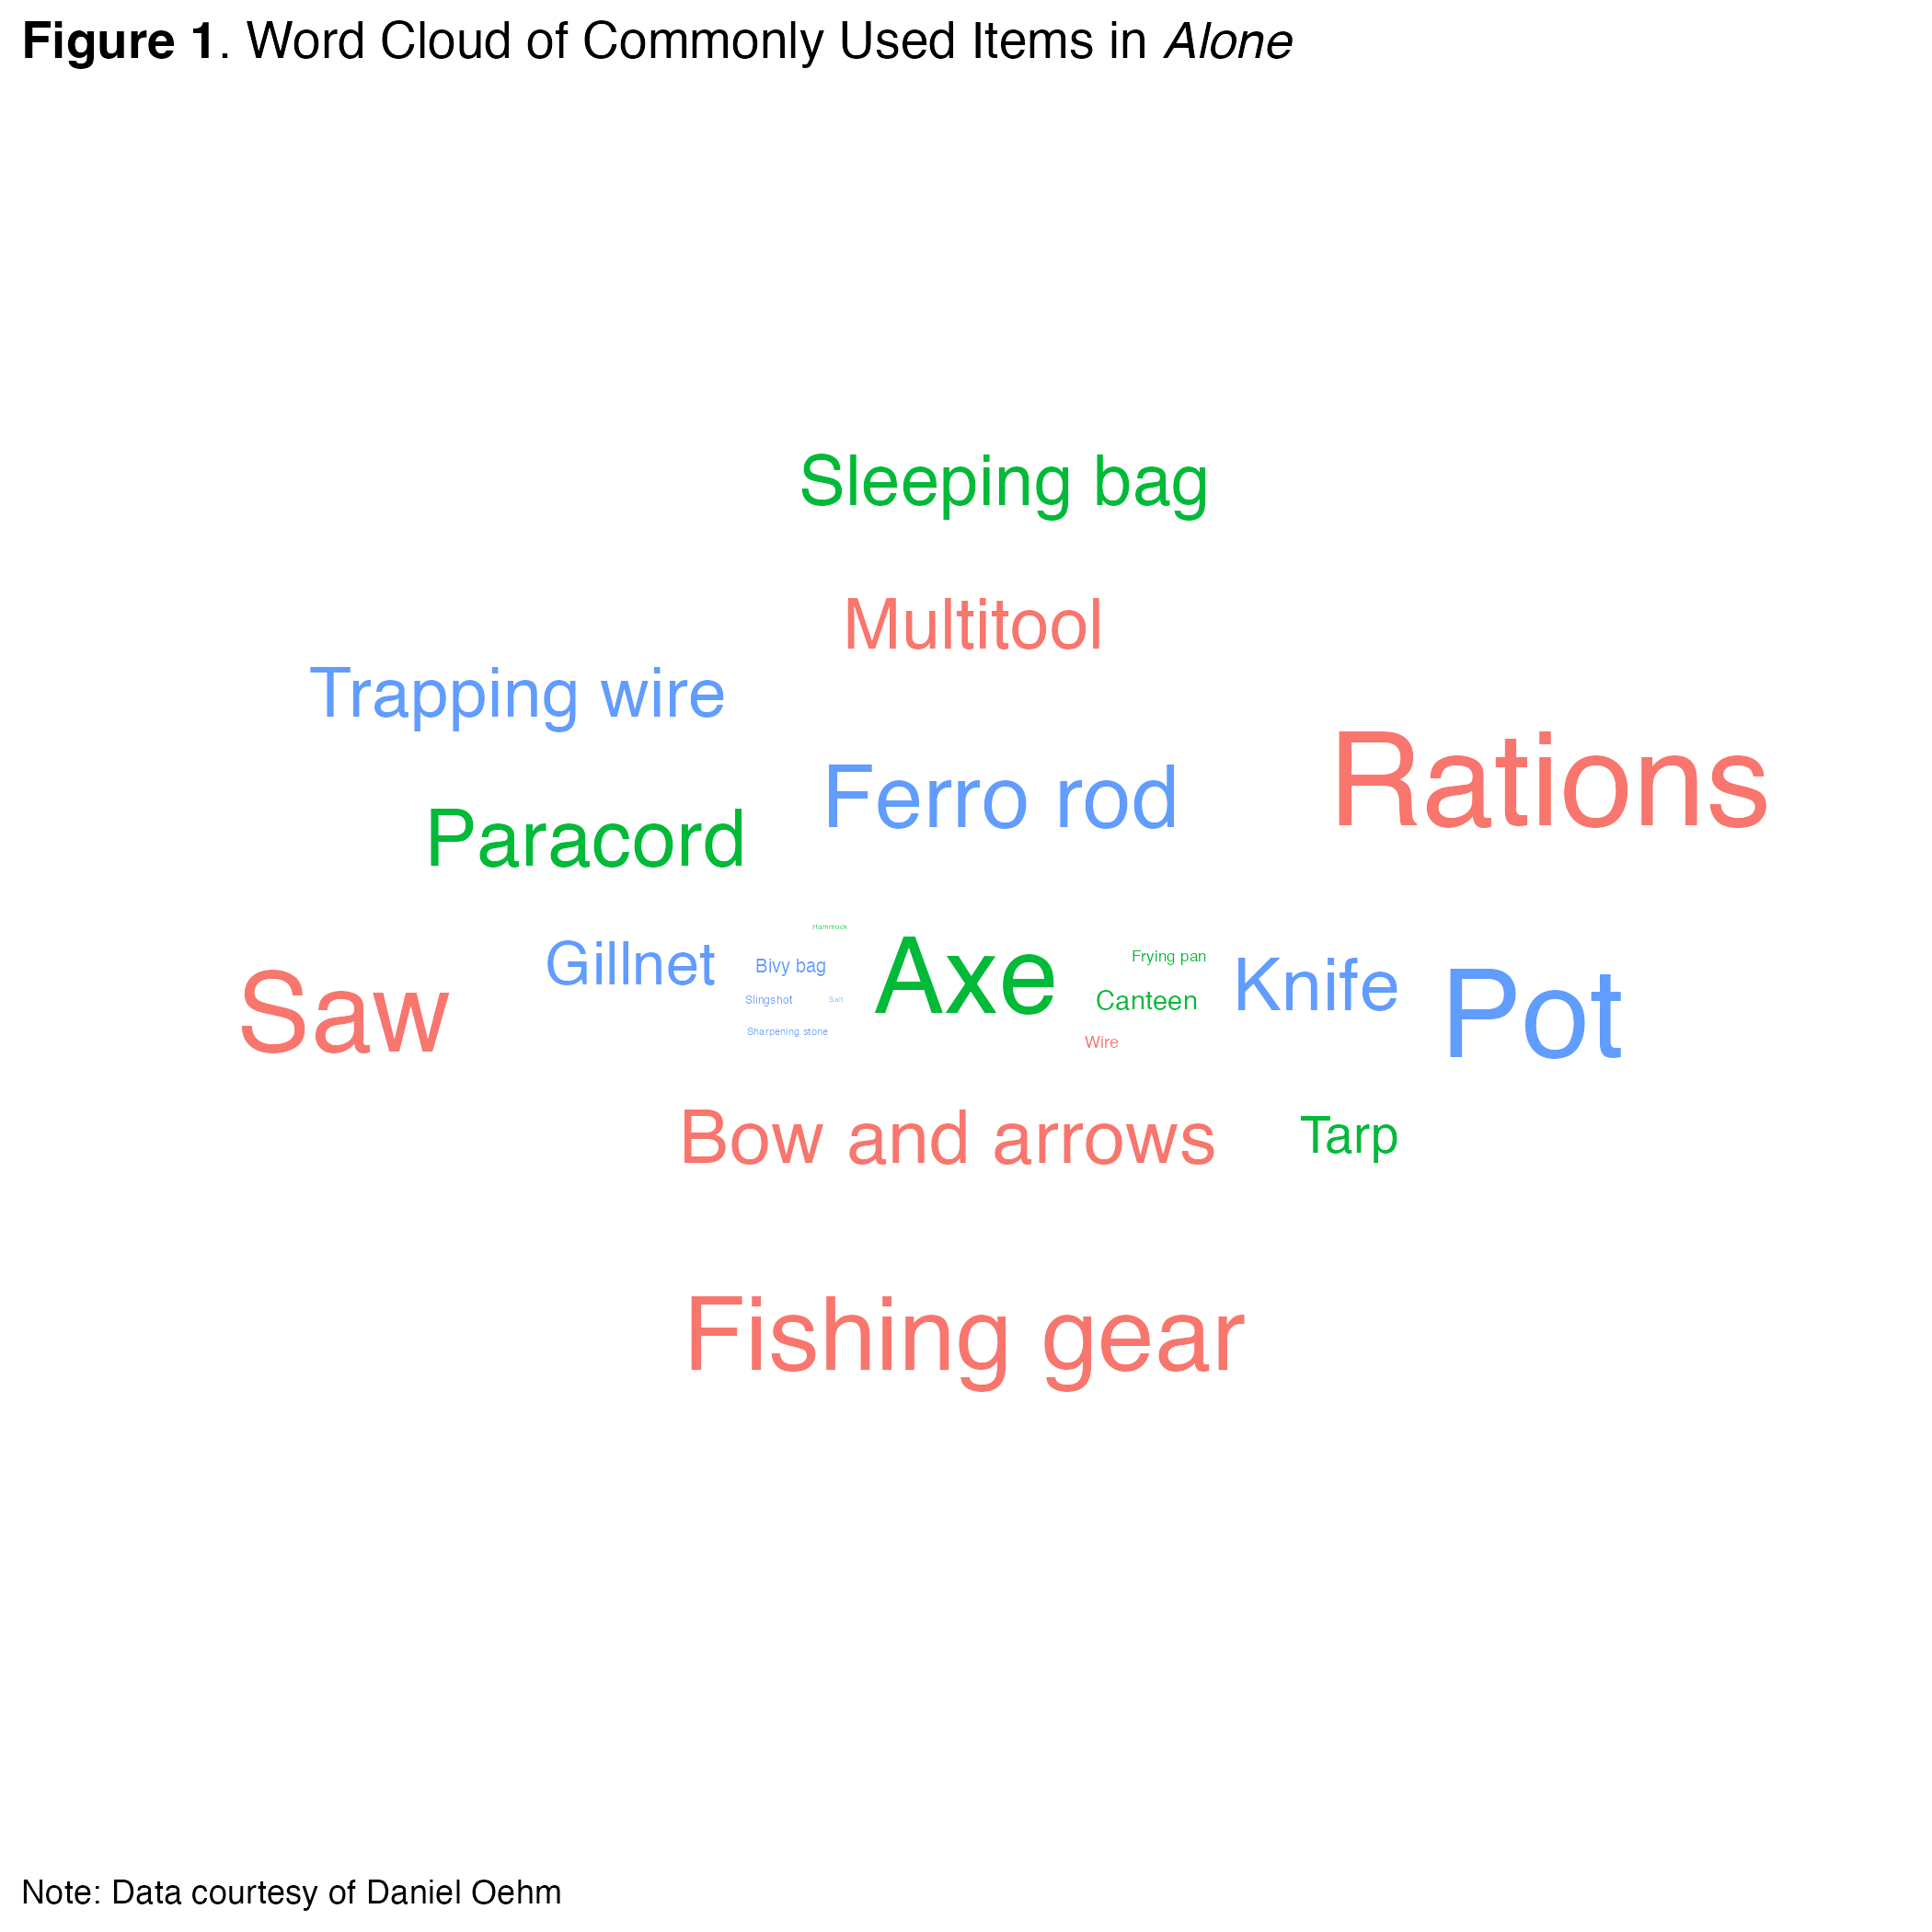 Figure 1. Word Cloud of Commonly Used Items in Alone
Sleeping bag
Multitool
Trapping wire
Rations
Ferro rod
Paracord
Hammock
Axe
Gillnet
Bivy bag
Frying pan
Knife
Pot
Saw
Slingshot
Salt
Canteen
Sharpening stone
Wire
Bow and arrows
Tarp
Fishing gear
Note: Data courtesy of Daniel Oehm